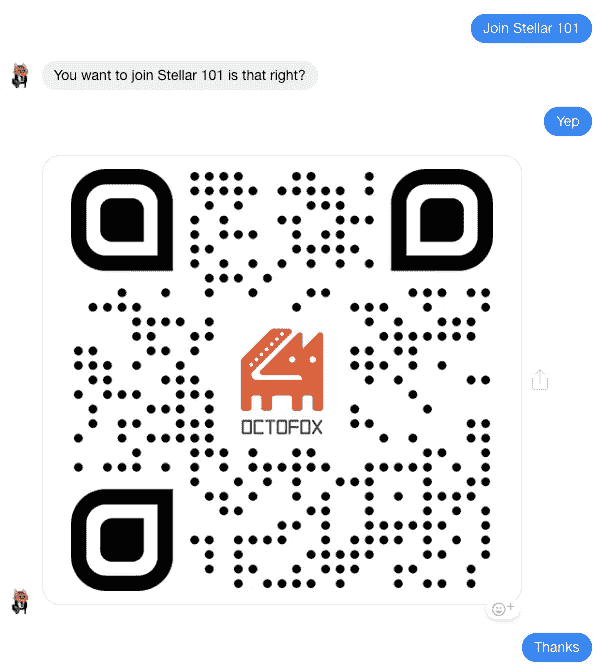 Join Stellar 101
You want to join Stellar 101 is that right?
Yep
OCTOFOX
Thanks